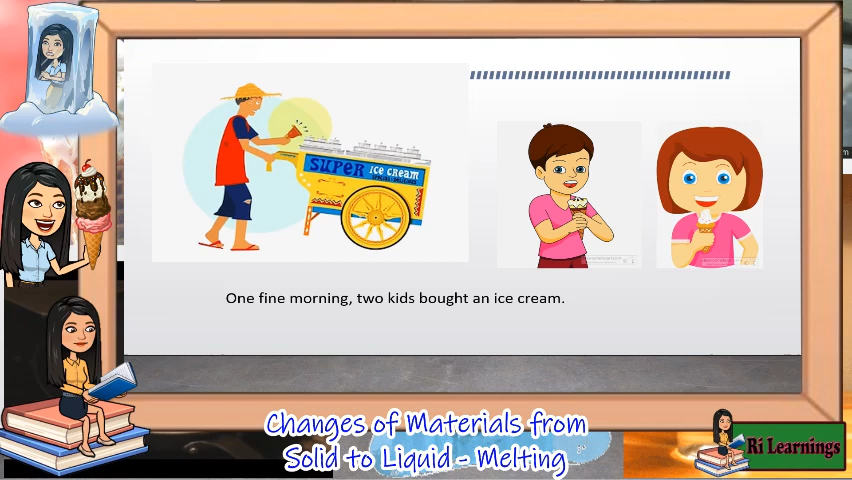 SUPER ICE CREAM
One fine morning, two kids bought an ice cream.
Changes of Materials from
Solid to Liquid - Melting
Ri Learnings